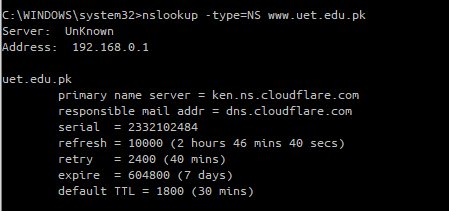 C:\WINDOWS\system32>nslookup -type=NS www.uet.edu.pk
Server:  UnKnown
Address:  192.168.0.1

uet.edu.pk
        primary name server = ken.ns.cloudflare.com
        responsible mail addr = dns.cloudflare.com
        serial  = 2332102484
        refresh = 10000 (2 hours 46 mins 40 secs)
        retry   = 2400 (40 mins)
        expire  = 604800 (7 days)
        default TTL = 1800 (30 mins)